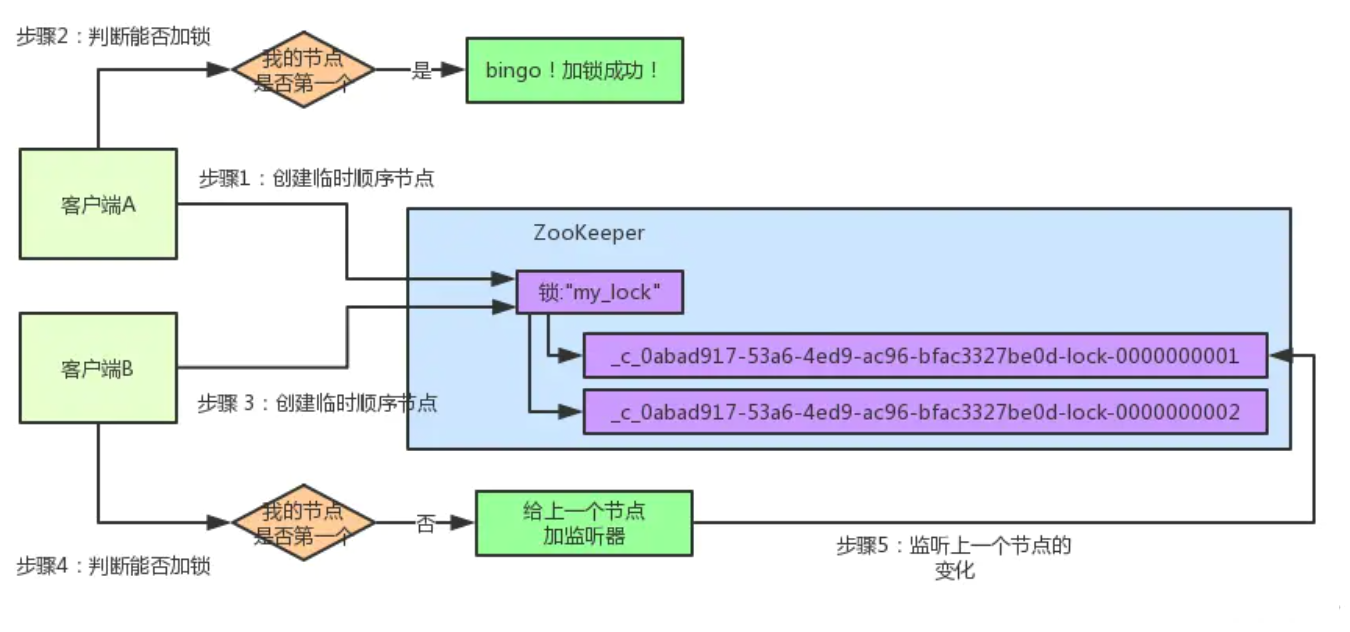 步骤2：判断能否加锁
我的节点
是否第一个
是
bingo！加锁成功！
客户端A
步骤1：创建临时顺序节点
ZooKeeper
锁:"my_lock"
_c_0abad917-53a6-4ed9-ac96-bfac3327be0d-lock-0000000001
客户端B
步骤 3：创建临时顺序节点
_c_0abad917-53a6-4ed9-ac96-bfac3327be0d-lock-0000000002
我的节点
是否第一个
否
给上一个节点
加监听器
步骤4：判断能否加锁
步骤5：监听上一个节点的
变化